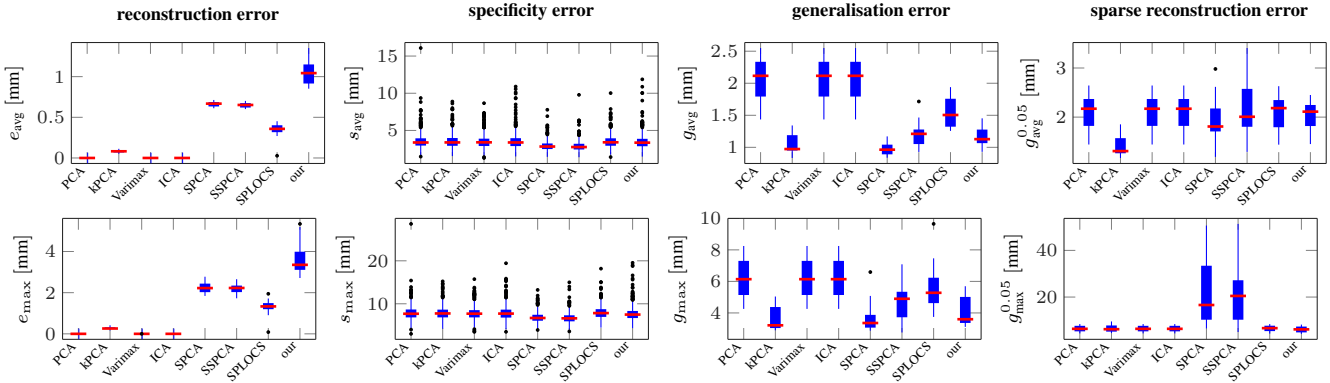 reconstruction error
specificity error
generalisation error
sparse reconstruction error
e_avg [mm]
1
0.5
0
PCA
kPCA
Varimax
ICA
SPCA
SSPCA
SPLOCS
our
s_avg [mm]
15
10
5
PCA
kPCA
Varimax
ICA
SPCA
SSPCA
SPLOCS
our
g_avg [mm]
2.5
2
1.5
1
PCA
kPCA
Varimax
ICA
SPCA
SSPCA
SPLOCS
our
g_avg^0.05 [mm]
3
2
PCA
kPCA
Varimax
ICA
SPCA
SSPCA
SPLOCS
our
e_max [mm]
4
2
0
PCA
kPCA
Varimax
ICA
SPCA
SSPCA
SPLOCS
our
s_max [mm]
20
10
PCA
kPCA
Varimax
ICA
SPCA
SSPCA
SPLOCS
our
g_max [mm]
10
8
6
4
PCA
kPCA
Varimax
ICA
SPCA
SSPCA
SPLOCS
our
g_max^0.05 [mm]
40
20
PCA
kPCA
Varimax
ICA
SPCA
SSPCA
SPLOCS
our